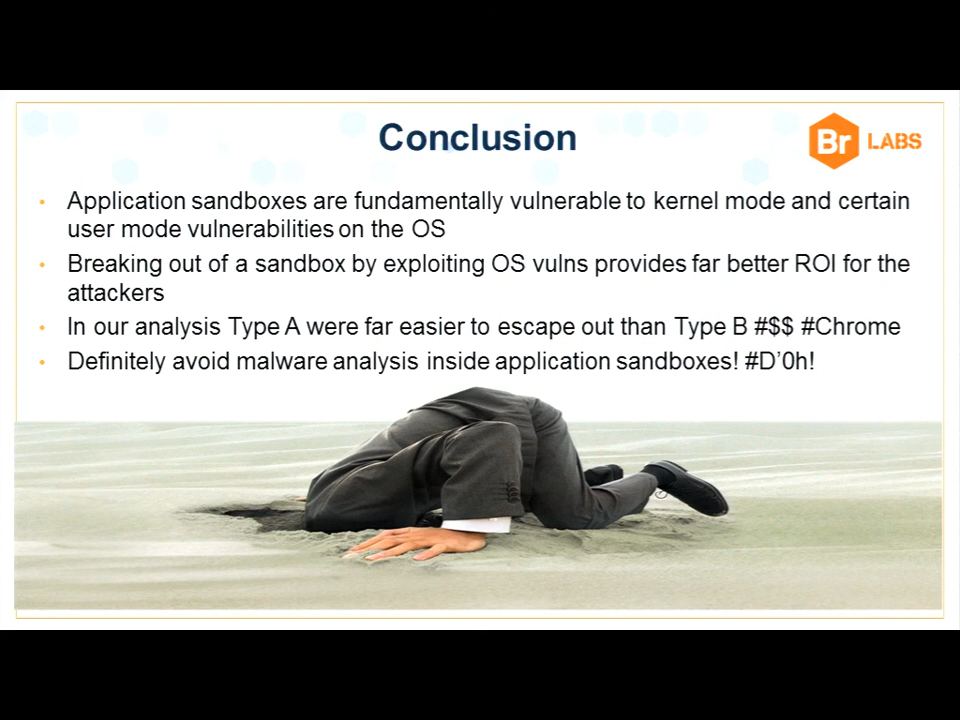 Conclusion
Br LABS
Application sandboxes are fundamentally vulnerable to kernel mode and certain
user mode vulnerabilities on the OS
Breaking out of a sandbox by exploiting OS vulns provides far better ROI for the
attackers
In our analysis Type A were far easier to escape out than Type B #$$ #Chrome
Definitely avoid malware analysis inside application sandboxes! #D'0h!